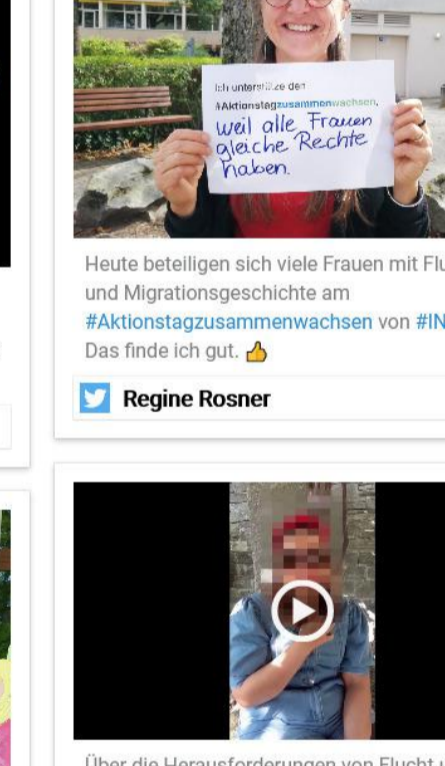 Ich unterstütze den
#Aktionstagzusammenwachsen,
weil alle Frauen
gleiche Rechte
haben.
Heute beteiligen sich viele Frauen mit Flu
und Migrationsgeschichte am
#Aktionstagzusammenwachsen von #IN
Das finde ich gut. 👍
Regine Rosner
Über die Herausforderungen von Flucht u